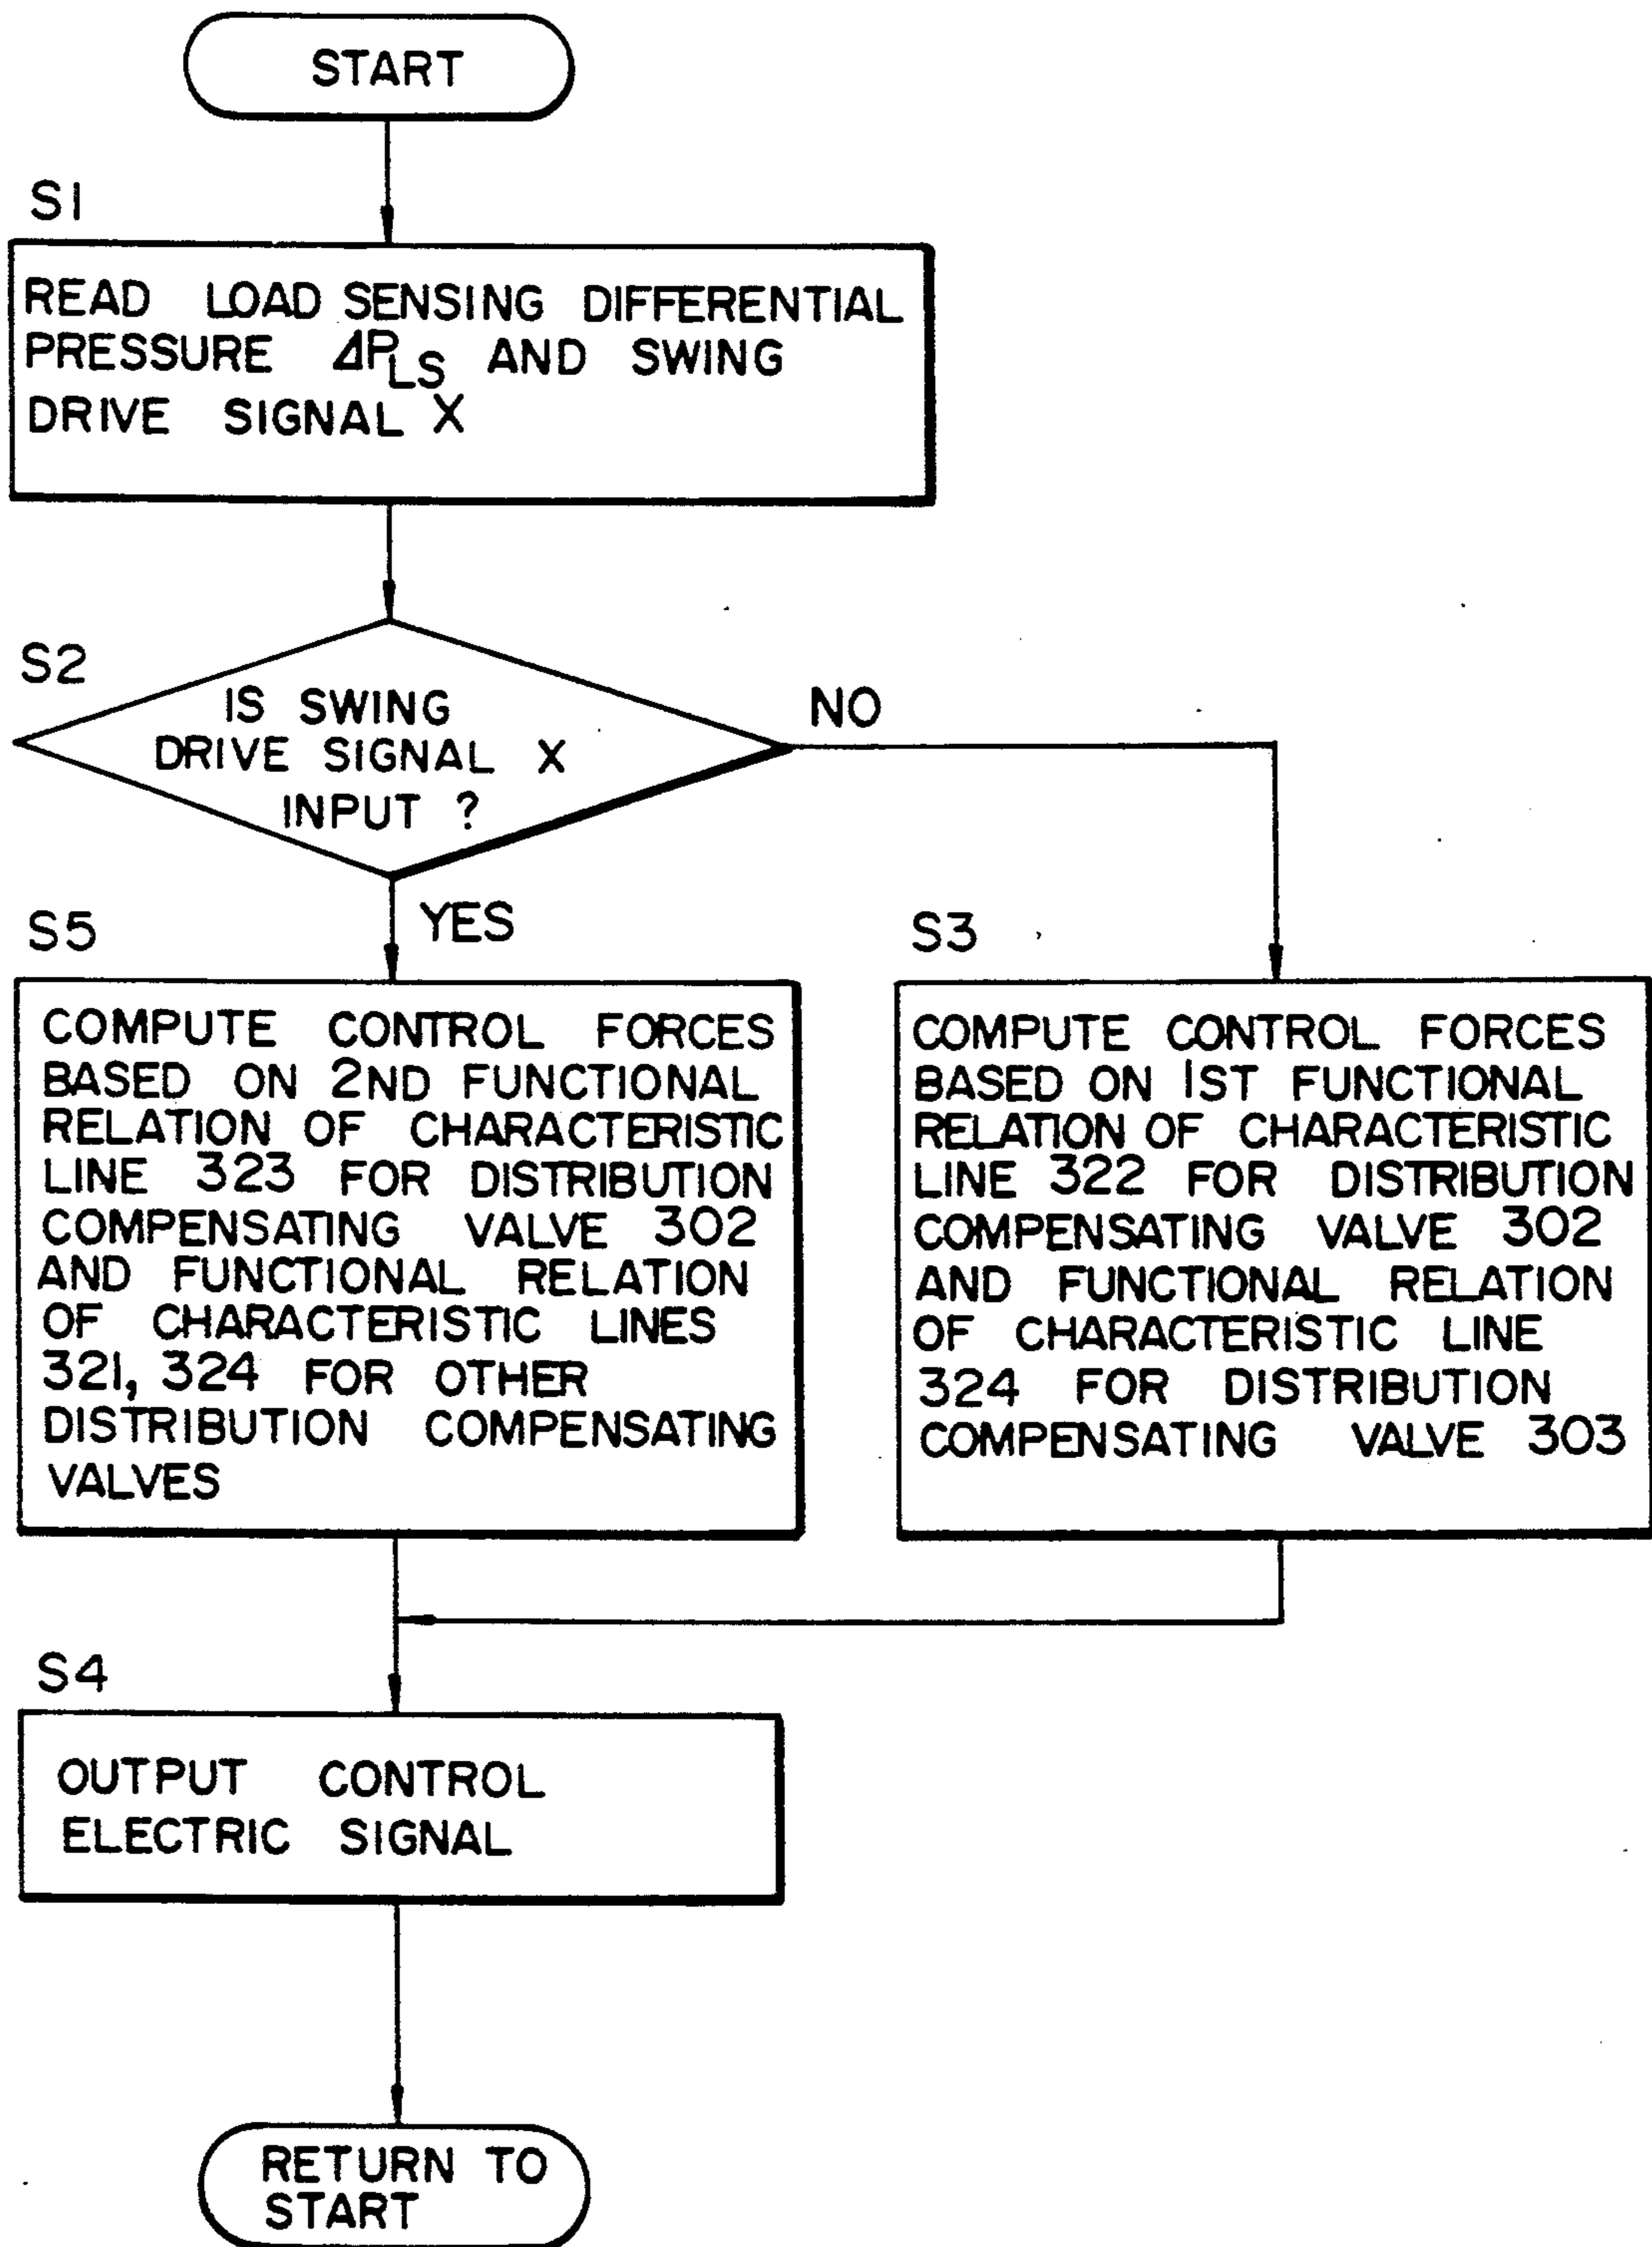 START
S1
READ LOAD SENSING DIFFERENTIAL
PRESSURE ΔPLS AND SWING
DRIVE SIGNAL X
S2
IS SWING
DRIVE SIGNAL X
INPUT ?
NO
YES
S5
COMPUTE CONTROL FORCES
BASED ON 2ND FUNCTIONAL
RELATION OF CHARACTERISTIC
LINE 323 FOR DISTRIBUTION
COMPENSATING VALVE 302
AND FUNCTIONAL RELATION
OF CHARACTERISTIC LINES
321, 324 FOR OTHER
DISTRIBUTION COMPENSATING
VALVES
S3
COMPUTE CONTROL FORCES
BASED ON 1ST FUNCTIONAL
RELATION OF CHARACTERISTIC
LINE 322 FOR DISTRIBUTION
COMPENSATING VALVE 302
AND FUNCTIONAL RELATION
OF CHARACTERISTIC LINE
324 FOR DISTRIBUTION
COMPENSATING VALVE 303
S4
OUTPUT CONTROL
ELECTRIC SIGNAL
RETURN TO
START